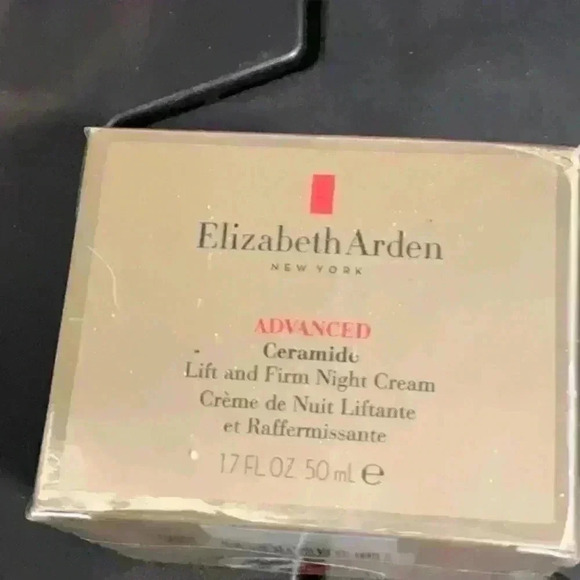 Elizabeth Arden
NEW YORK
ADVANCED
Ceramide
Lift and Firm Night Cream
Crème de Nuit Liftante
et Raffermissante
1.7 FL OZ 50 mL ℮